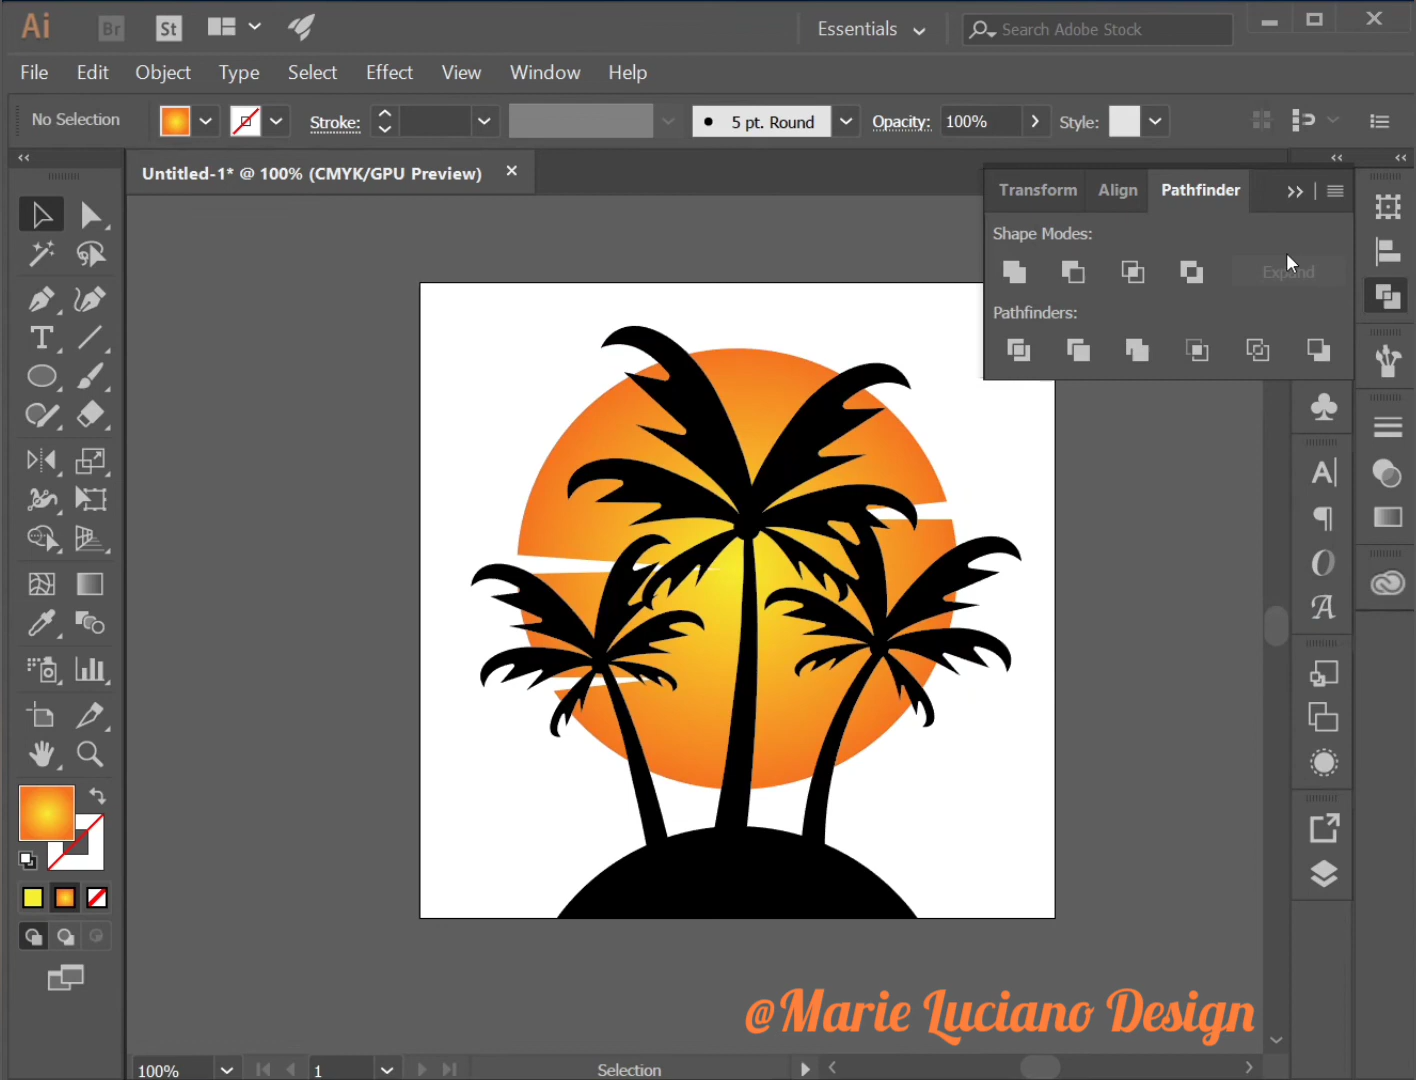 Ai
Br
St
Essentials
Search Adobe Stock
File Edit Object Type Select Effect View Window Help
No Selection
Stroke:
5 pt. Round
Opacity: 100%
Style:
Untitled-1* @ 100% (CMYK/GPU Preview)
Transform Align Pathfinder
Shape Modes:
Expand
Pathfinders:
@Marie Luciano Design
100%
1
Selection